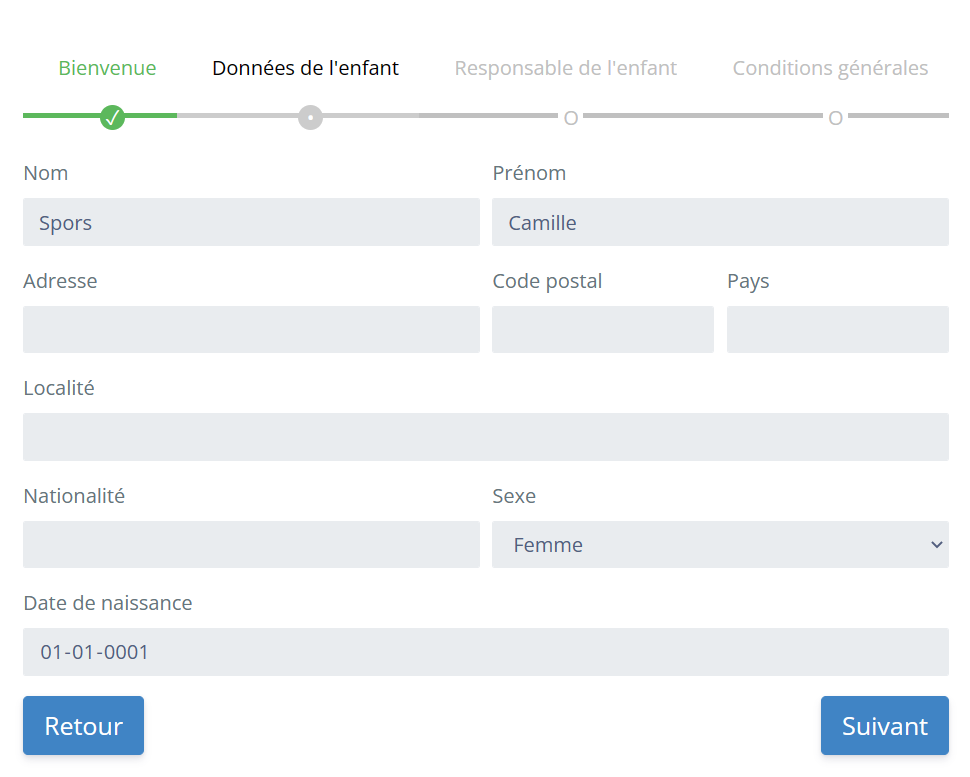 Bienvenue Données de l'enfant Responsable de l'enfant Conditions générales
Nom Prénom
Spors Camille
Adresse Code postal Pays
Localité
Nationalité Sexe
Femme
Date de naissance
01-01-0001
Retour Suivant